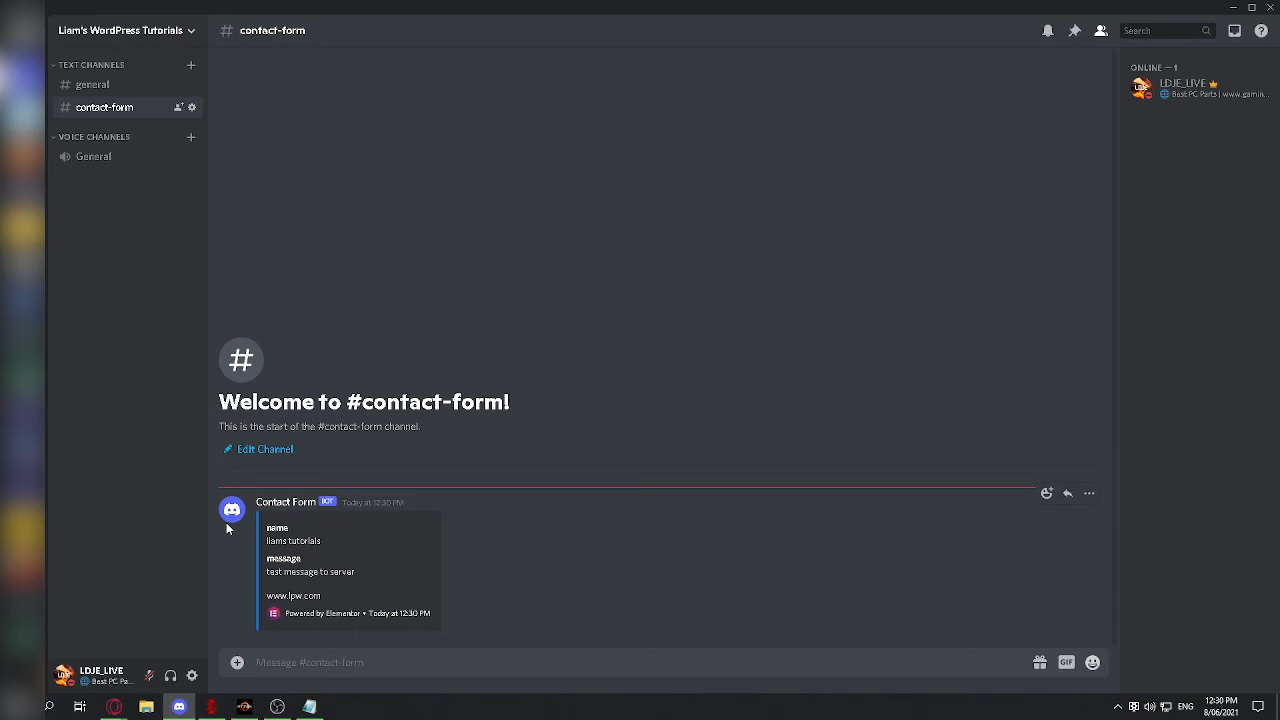 Liam's WordPress Tutorials
# contact-form
Search
TEXT CHANNELS
# general
# contact-form
VOICE CHANNELS
General
ONLINE — 1
LDJE_LIVE
Best PC Parts | www.gamin...
#
Welcome to #contact-form!
This is the start of the #contact-form channel.
Edit Channel
Contact Form BOT Today at 12:30 PM
name
liams tutorials
message
test message to server
www.lpw.com
Powered by Elementor • Today at 12:30 PM
Message #contact-form
GIF
LDJE_LIVE
Best PC Pa...
ENG
12:30 PM
8/06/2021